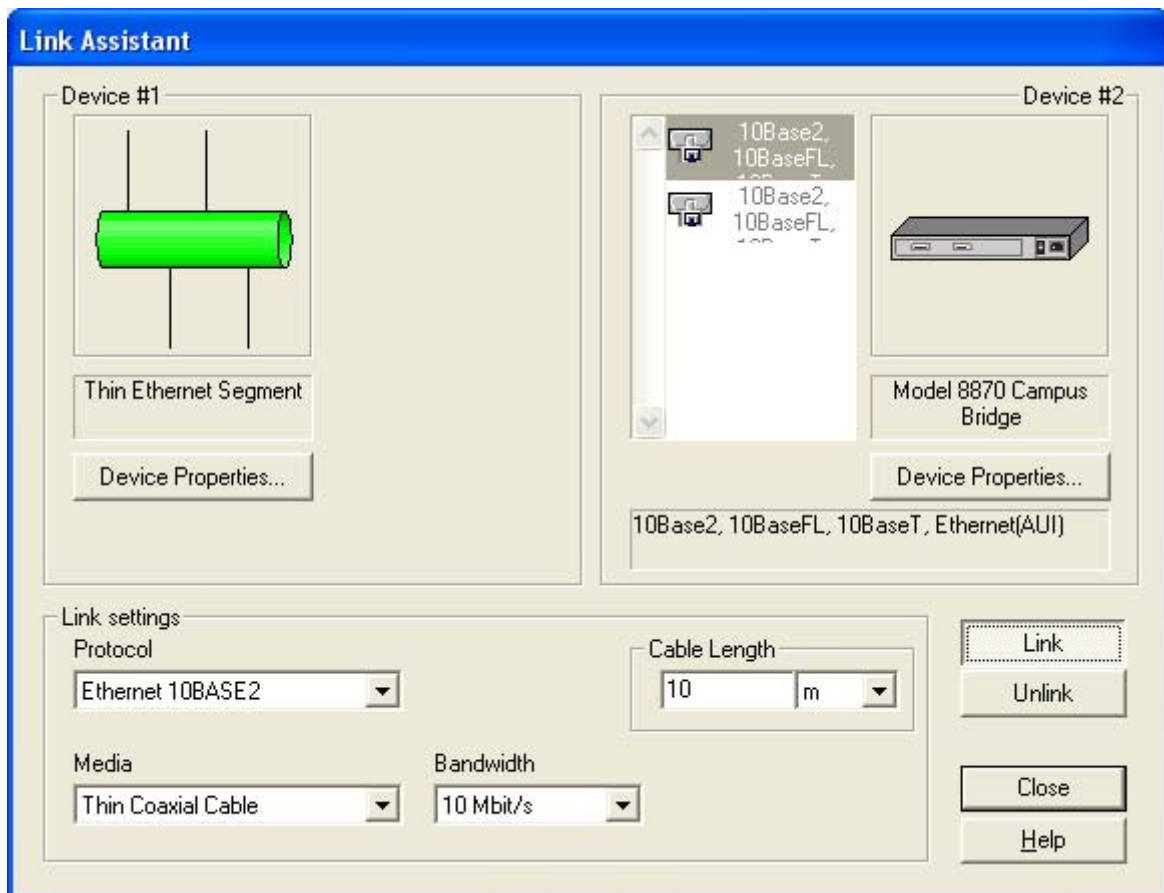 Link Assistant
Device #1
Thin Ethernet Segment
Device Properties...
Device #2
10Base2,
10BaseFL,
10Base2,
10BaseFL,
Model 8870 Campus
Bridge
Device Properties...
10Base2, 10BaseFL, 10BaseT, Ethernet(AUI)
Link settings
Protocol
Ethernet 10BASE2
Cable Length
10 m
Media
Thin Coaxial Cable
Bandwidth
10 Mbit/s
Link
Unlink
Close
Help